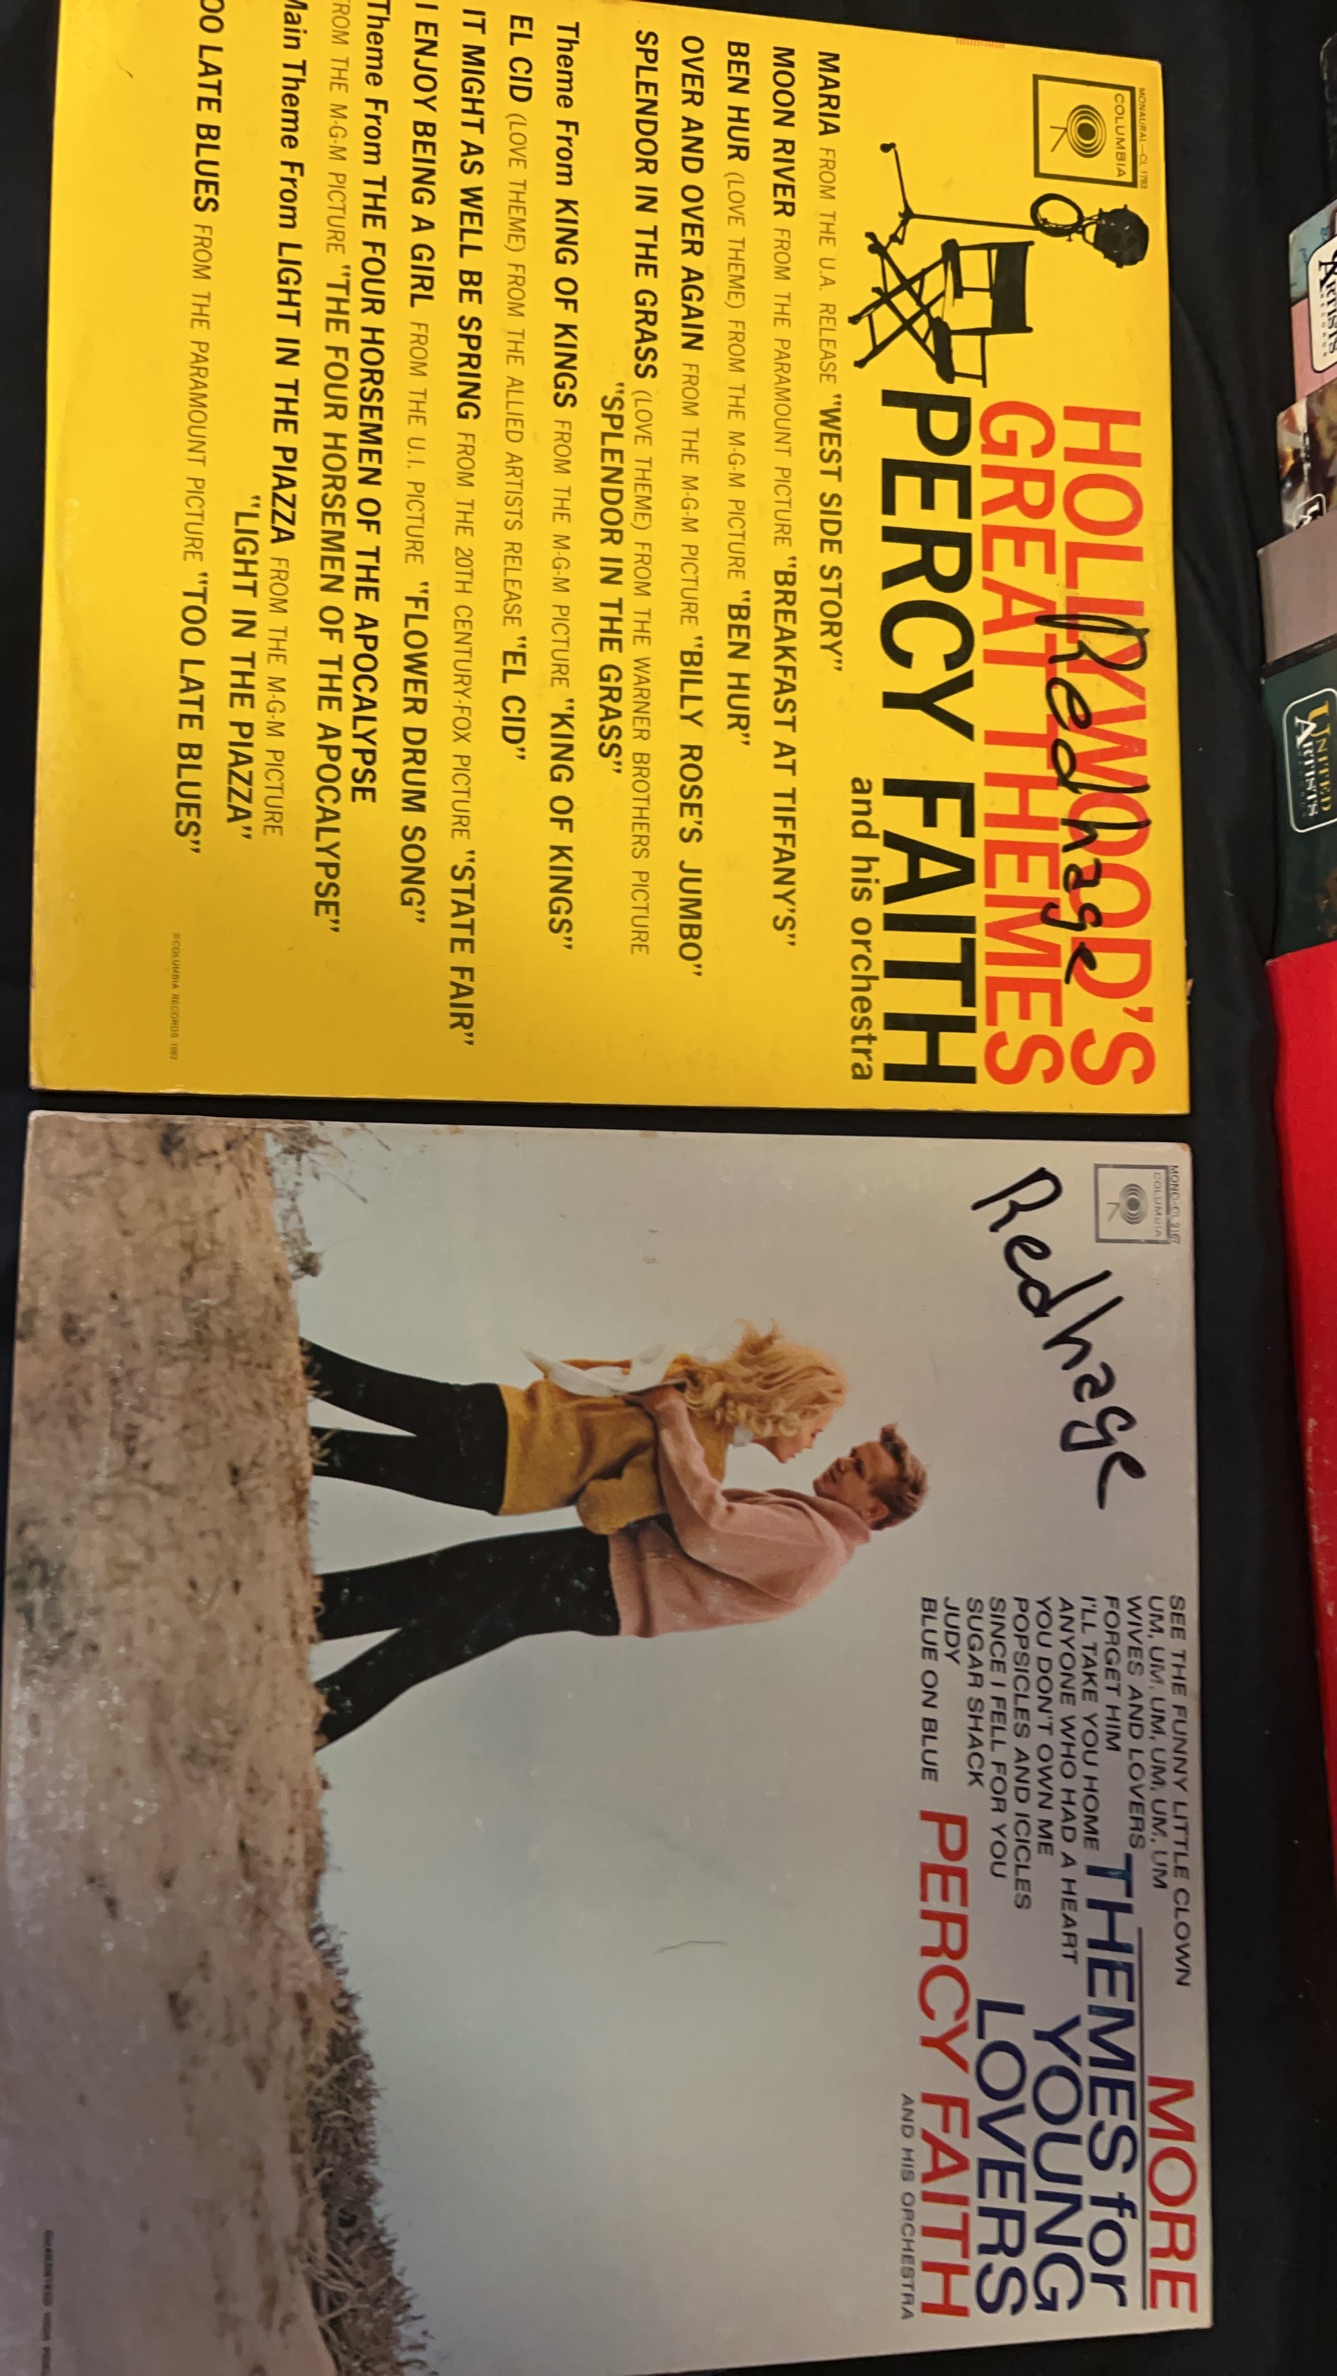 MONAURAL—CL 1783
COLUMBIA
HOLLYWOOD'S
GREAT THEMES
Redhage
PERCY FAITH
and his orchestra
MARIA FROM THE U.A. RELEASE "WEST SIDE STORY"
MOON RIVER FROM THE PARAMOUNT PICTURE "BREAKFAST AT TIFFANY'S"
BEN HUR (LOVE THEME) FROM THE M-G-M PICTURE "BEN HUR"
OVER AND OVER AGAIN FROM THE M-G-M PICTURE "BILLY ROSE'S JUMBO"
SPLENDOR IN THE GRASS (LOVE THEME) FROM THE WARNER BROTHERS PICTURE
"SPLENDOR IN THE GRASS"
Theme From KING OF KINGS FROM THE M-G-M PICTURE "KING OF KINGS"
EL CID (LOVE THEME) FROM THE ALLIED ARTISTS RELEASE "EL CID"
IT MIGHT AS WELL BE SPRING FROM THE 20TH CENTURY-FOX PICTURE "STATE FAIR"
I ENJOY BEING A GIRL FROM THE U.I. PICTURE "FLOWER DRUM SONG"
Theme From THE FOUR HORSEMEN OF THE APOCALYPSE
FROM THE M-G-M PICTURE "THE FOUR HORSEMEN OF THE APOCALYPSE"
Main Theme From LIGHT IN THE PIAZZA FROM THE M-G-M PICTURE
"LIGHT IN THE PIAZZA"
OO LATE BLUES FROM THE PARAMOUNT PICTURE "TOO LATE BLUES"
MONO-CL 2167
COLUMBIA
Redhage
SEE THE FUNNY LITTLE CLOWN
UM, UM, UM, UM, UM, UM
WIVES AND LOVERS
FORGET HIM
I'LL TAKE YOU HOME
ANYONE WHO HAD A HEART
YOU DON'T OWN ME
POPSICLES AND ICICLES
SINCE I FELL FOR YOU
SUGAR SHACK
JUDY
BLUE ON BLUE
MORE
THEMES for
YOUNG
LOVERS
PERCY FAITH
AND HIS ORCHESTRA
ARTISTS
UNITED
ARTISTS